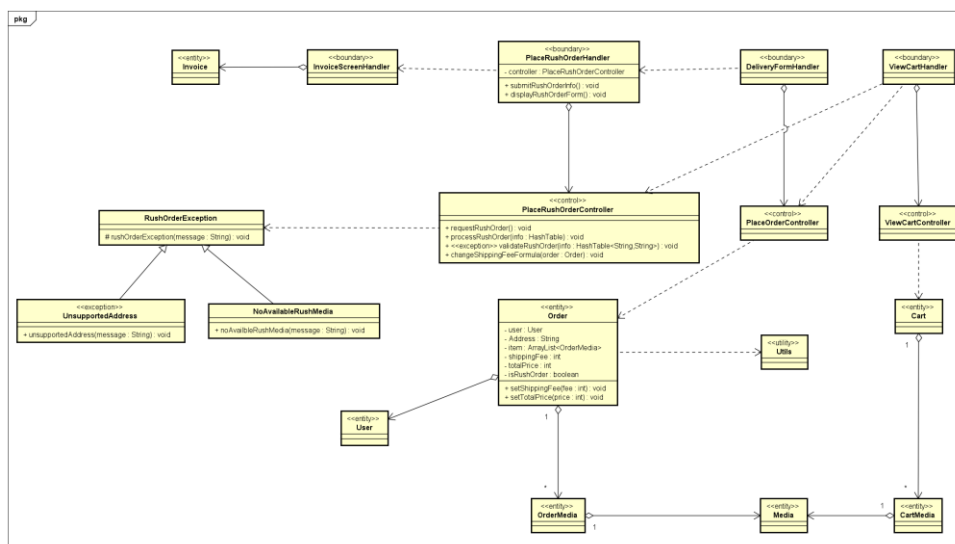 pkg
<<entity>>
Invoice
<<boundary>>
InvoiceScreenHandler
<<boundary>>
PlaceRushOrderHandler
- controller : PlaceRushOrderController
+ submitRushOrderInfo() : void
+ displayRushOrderForm() : void
<<boundary>>
DeliveryFormHandler
<<boundary>>
ViewCartHandler
RushOrderException
# rushOrderException(message : String) : void
<<control>>
PlaceRushOrderController
+ requestRushOrder() : void
+ processRushOrder(info : HashTable) : void
+ <<exception>> validateRushOrder(info : HashTable<String,String>) : void
+ changeShippingFeeFormula(order : Order) : void
<<control>>
PlaceOrderController
<<control>>
ViewCartController
<<exception>>
UnsupportedAddress
+ unsupportedAddress(message : String) : void
NoAvailableRushMedia
+ noAvailbleRushMedia(message : String) : void
<<entity>>
Order
- user : User
- Address : String
- item : ArrayList<OrderMedia>
- shippingFee : int
- totalPrice : int
- isRushOrder : boolean
+ setShippingFee(fee : int) : void
+ setTotalPrice(price : int) : void
<<utility>>
Utils
<<entity>>
Cart
1
<<entity>>
User
1
*
*
<<entity>>
OrderMedia
1
<<entity>>
Media
1
<<entity>>
CartMedia